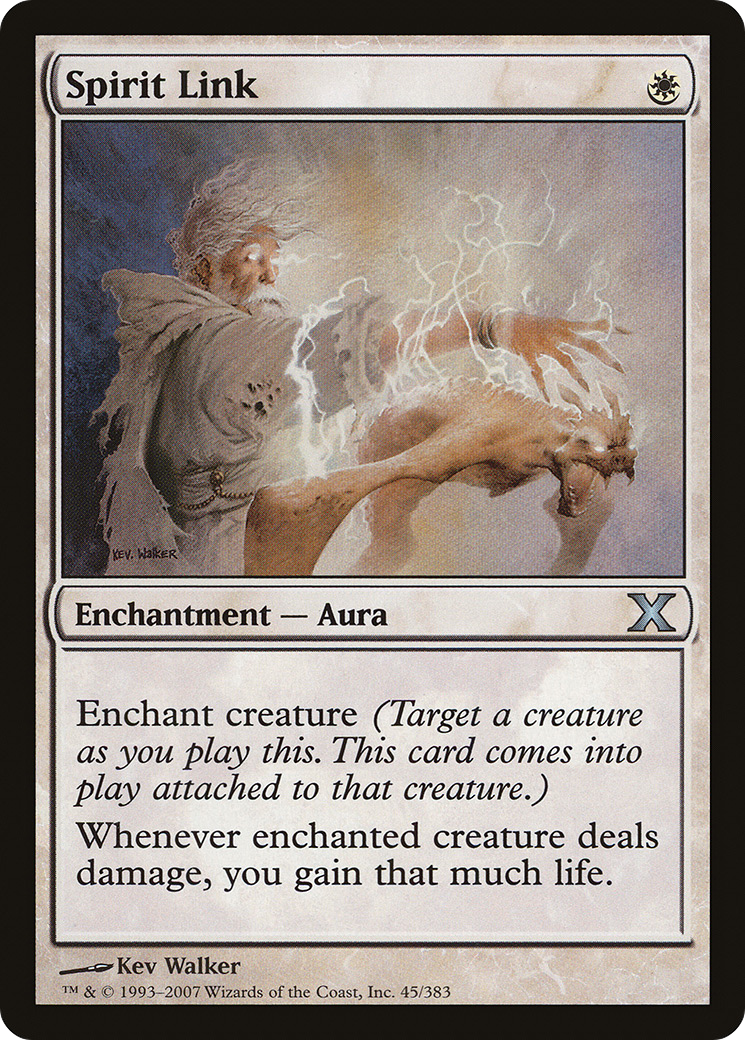 Spirit Link
KEV. WALKER
Enchantment — Aura
X
Enchant creature (Target a creature
as you play this. This card comes into
play attached to that creature.)
Whenever enchanted creature deals
damage, you gain that much life.
Kev Walker
™ & © 1993–2007 Wizards of the Coast, Inc. 45/383